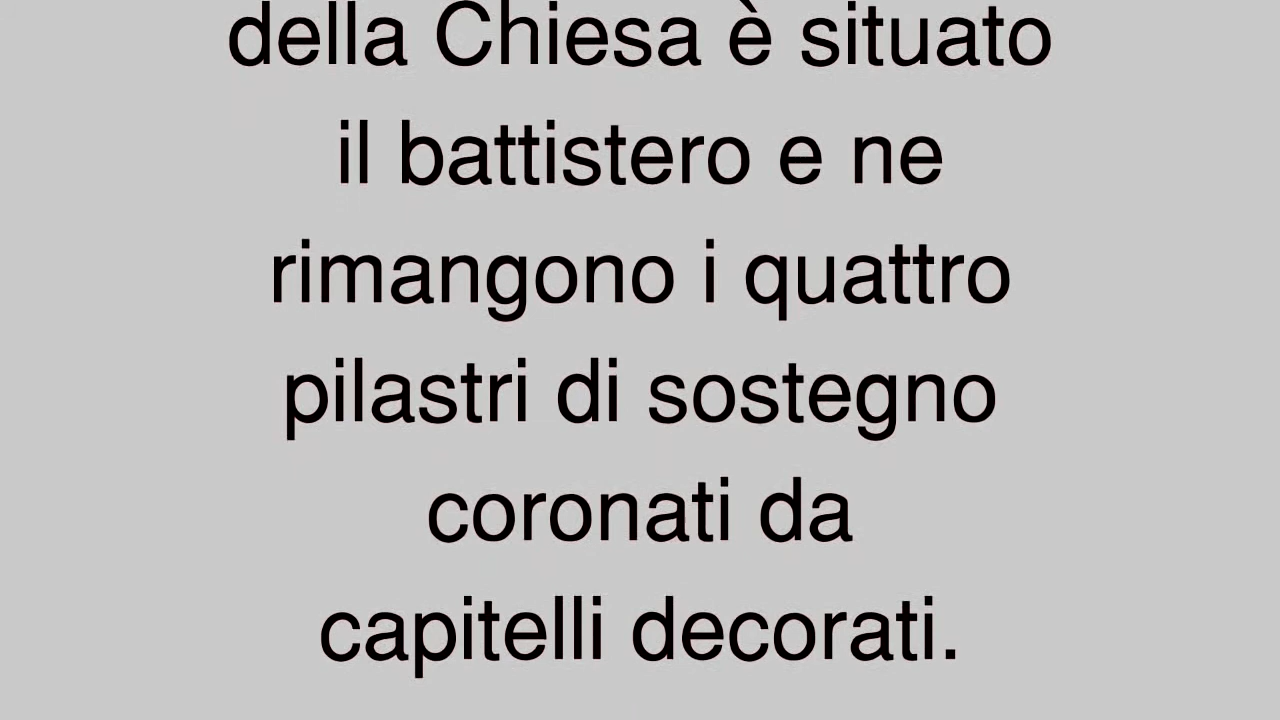 della Chiesa è situato
il battistero e ne
rimangono i quattro
pilastri di sostegno
coronati da
capitelli decorati.